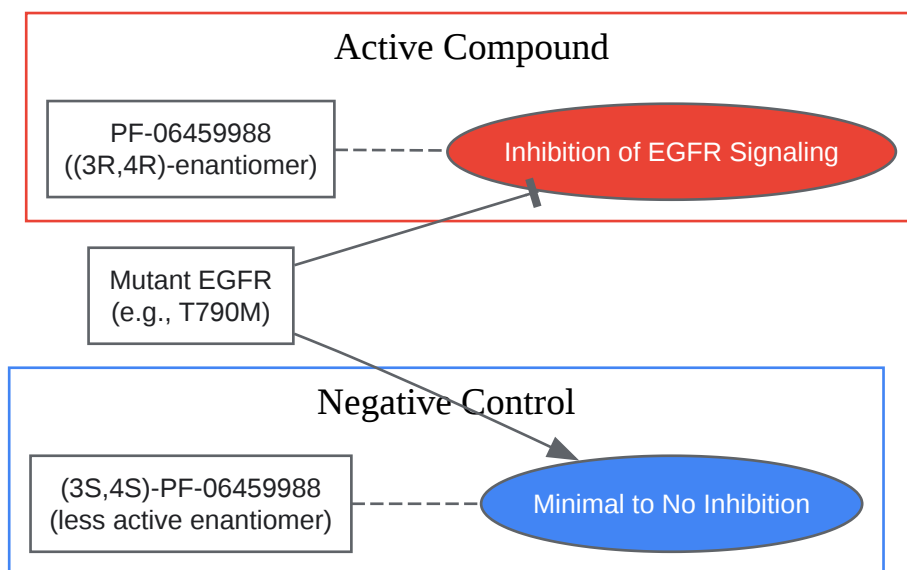 Active Compound
PF-06459988
((3R,4R)-enantiomer)
Inhibition of EGFR Signaling
Mutant EGFR
(e.g., T790M)
Negative Control
(3S,4S)-PF-06459988
(less active enantiomer)
Minimal to No Inhibition